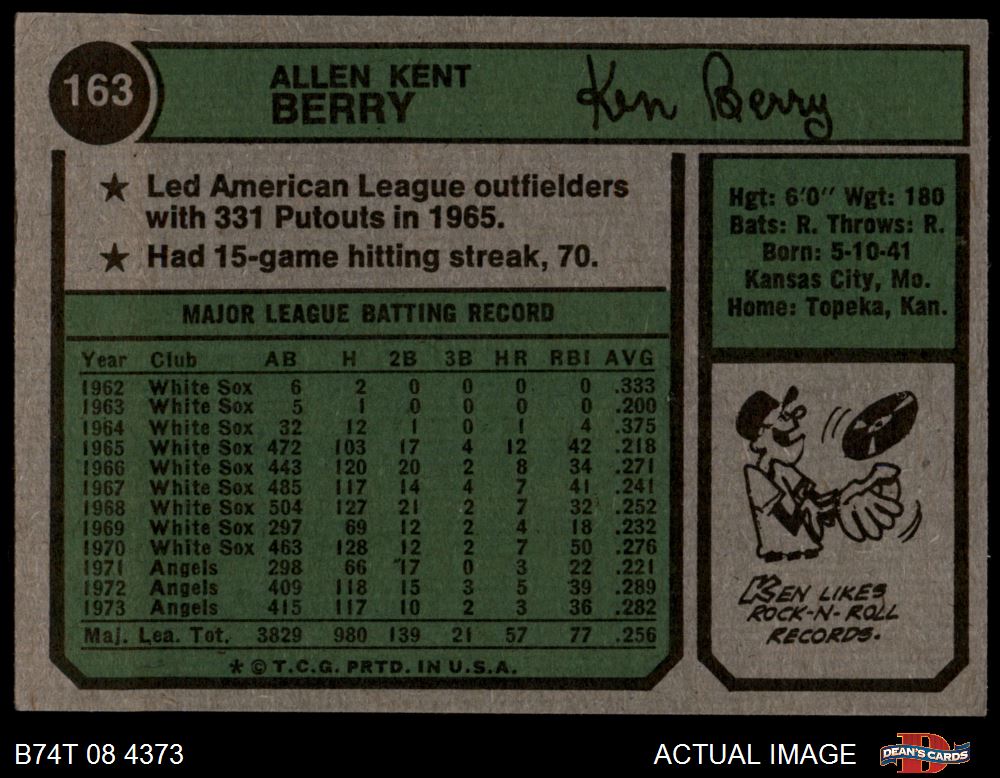 163
ALLEN KENT
BERRY
Ken Berry
★ Led American League outfielders
with 331 Putouts in 1965.
★ Had 15-game hitting streak, 70.
MAJOR LEAGUE BATTING RECORD
Year Club AB H 2B 3B HR RBI AVG
1962 White Sox 6 2 0 0 0 0 .333
1963 White Sox 5 1 0 0 0 0 .200
1964 White Sox 32 12 1 0 1 4 .375
1965 White Sox 472 103 17 4 12 42 .218
1966 White Sox 443 120 20 2 8 34 .271
1967 White Sox 485 117 14 4 7 41 .241
1968 White Sox 504 127 21 2 7 32 .252
1969 White Sox 297 69 12 2 4 18 .232
1970 White Sox 463 128 12 2 7 50 .276
1971 Angels 298 66 17 0 3 22 .221
1972 Angels 409 118 15 3 5 39 .289
1973 Angels 415 117 10 2 3 36 .282
Maj. Lea. Tot. 3829 980 139 21 57 77 .256
* © T.C.G. PRTD. IN U.S.A.
Hgt: 6'0" Wgt: 180
Bats: R. Throws: R.
Born: 5-10-41
Kansas City, Mo.
Home: Topeka, Kan.
KEN LIKES
ROCK-N-ROLL
RECORDS.
B74T 08 4373
ACTUAL IMAGE
D
DEAN'S CARDS